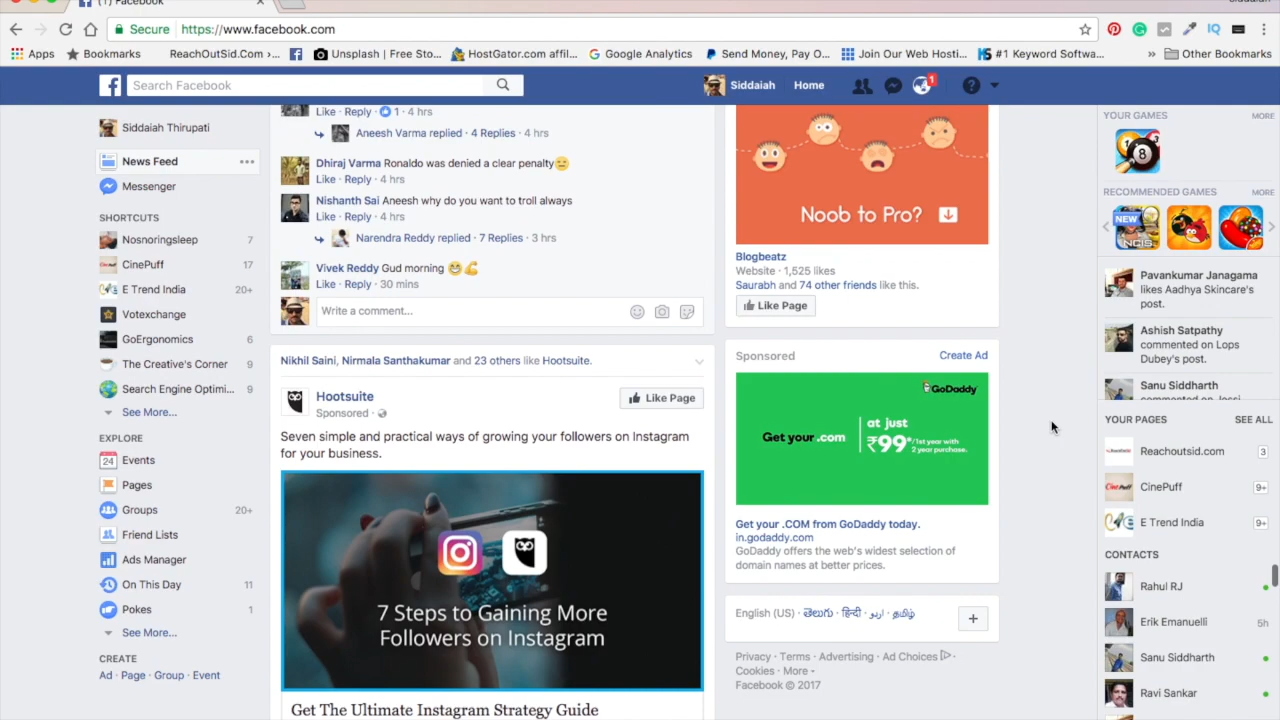 (1) Facebook
Siddaiah
Secure https://www.facebook.com
Apps Bookmarks ReachOutSid.Com ›... Unsplash | Free Sto... HostGator.com affil... Google Analytics Send Money, Pay O... Join Our Web Hosti... #1 Keyword Softwa... » Other Bookmarks
Search Facebook
Siddaiah Home 1
Siddaiah Thirupati
News Feed
Messenger
SHORTCUTS
Nosnoringsleep 7
CinePuff 17
E Trend India 20+
Votexchange
GoErgonomics 6
The Creative's Corner 9
Search Engine Optimi... 9
See More...
EXPLORE
Events
Pages
Groups 20+
Friend Lists
Ads Manager
On This Day 11
Pokes 1
See More...
CREATE
Ad · Page · Group · Event
Like · Reply · 1 · 4 hrs
Aneesh Varma replied · 4 Replies · 4 hrs
Dhiraj Varma Ronaldo was denied a clear penalty😑
Like · Reply · 4 hrs
Nishanth Sai Aneesh why do you want to troll always
Like · Reply · 4 hrs
Narendra Reddy replied · 7 Replies · 3 hrs
Vivek Reddy Gud morning 😁💪
Like · Reply · 30 mins
Write a comment...
Nikhil Saini, Nirmala Santhakumar and 23 others like Hootsuite.
Hootsuite
Sponsored ·
Like Page
Seven simple and practical ways of growing your followers on Instagram
for your business.
7 Steps to Gaining More
Followers on Instagram
Get The Ultimate Instagram Strategy Guide
Noob to Pro?
Blogbeatz
Website · 1,525 likes
Saurabh and 74 other friends like this.
Like Page
Sponsored Create Ad
GoDaddy
Get your .com
at just
₹99*/1st year with
2 year purchase.
Get your .COM from GoDaddy today.
in.godaddy.com
GoDaddy offers the web's widest selection of
domain names at better prices.
English (US) · తెలుగు · हिन्दी · اردو · தமிழ்
Privacy · Terms · Advertising · Ad Choices ·
Cookies · More
Facebook © 2017
YOUR GAMES MORE
8
RECOMMENDED GAMES MORE
NEW
NCIS
Pavankumar Janagama
likes Aadhya Skincare's
post.
Ashish Satpathy
commented on Lops
Dubey's post.
Sanu Siddharth
YOUR PAGES SEE ALL
Reachoutsid.com 3
CinePuff 9+
E Trend India 9+
CONTACTS
Rahul RJ
Erik Emanuelli 5h
Sanu Siddharth
Ravi Sankar